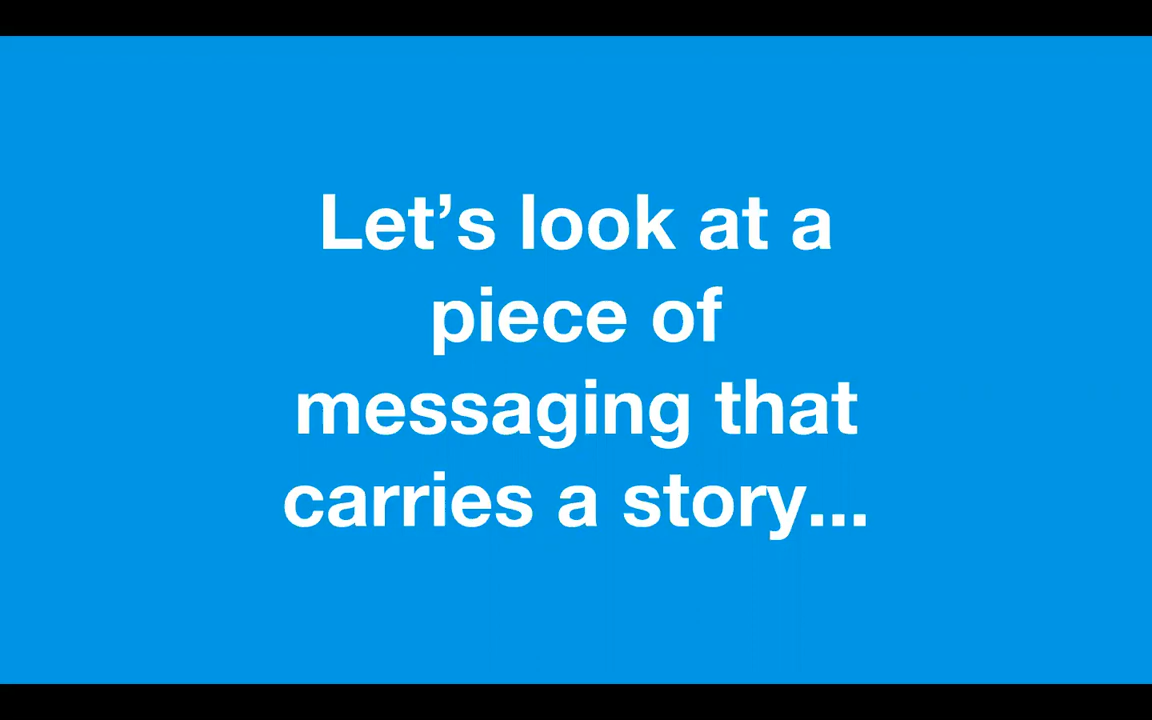 Let’s look at a
piece of
messaging that
carries a story...